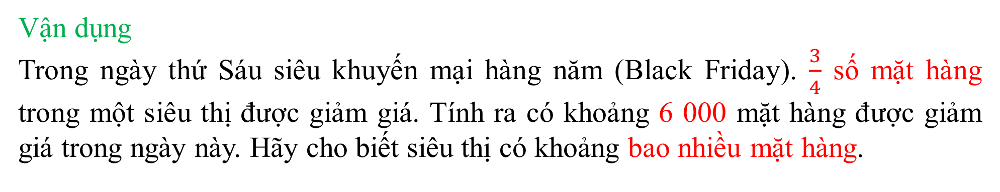 Vận dụng
Trong ngày thứ Sáu siêu khuyến mại hàng năm (Black Friday). 3/4 số mặt hàng
trong một siêu thị được giảm giá. Tính ra có khoảng 6 000 mặt hàng được giảm
giá trong ngày này. Hãy cho biết siêu thị có khoảng bao nhiều mặt hàng.